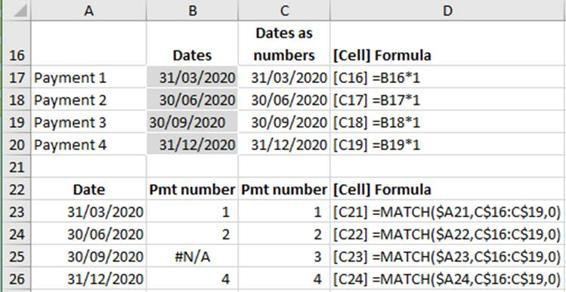 A B C D
Dates as
16 Dates numbers [Cell] Formula
17 Payment 1 31/03/2020 31/03/2020 [C16] =B16*1
18 Payment 2 30/06/2020 30/06/2020 [C17] =B17*1
19 Payment 3 30/09/2020 30/09/2020 [C18] =B18*1
20 Payment 4 31/12/2020 31/12/2020 [C19] =B19*1
21
22 Date Pmt number Pmt number [Cell] Formula
23 31/03/2020 1 1 [C21] =MATCH($A21,C$16:C$19,0)
24 30/06/2020 2 2 [C22] =MATCH($A22,C$16:C$19,0)
25 30/09/2020 #N/A 3 [C23] =MATCH($A23,C$16:C$19,0)
26 31/12/2020 4 4 [C24] =MATCH($A24,C$16:C$19,0)